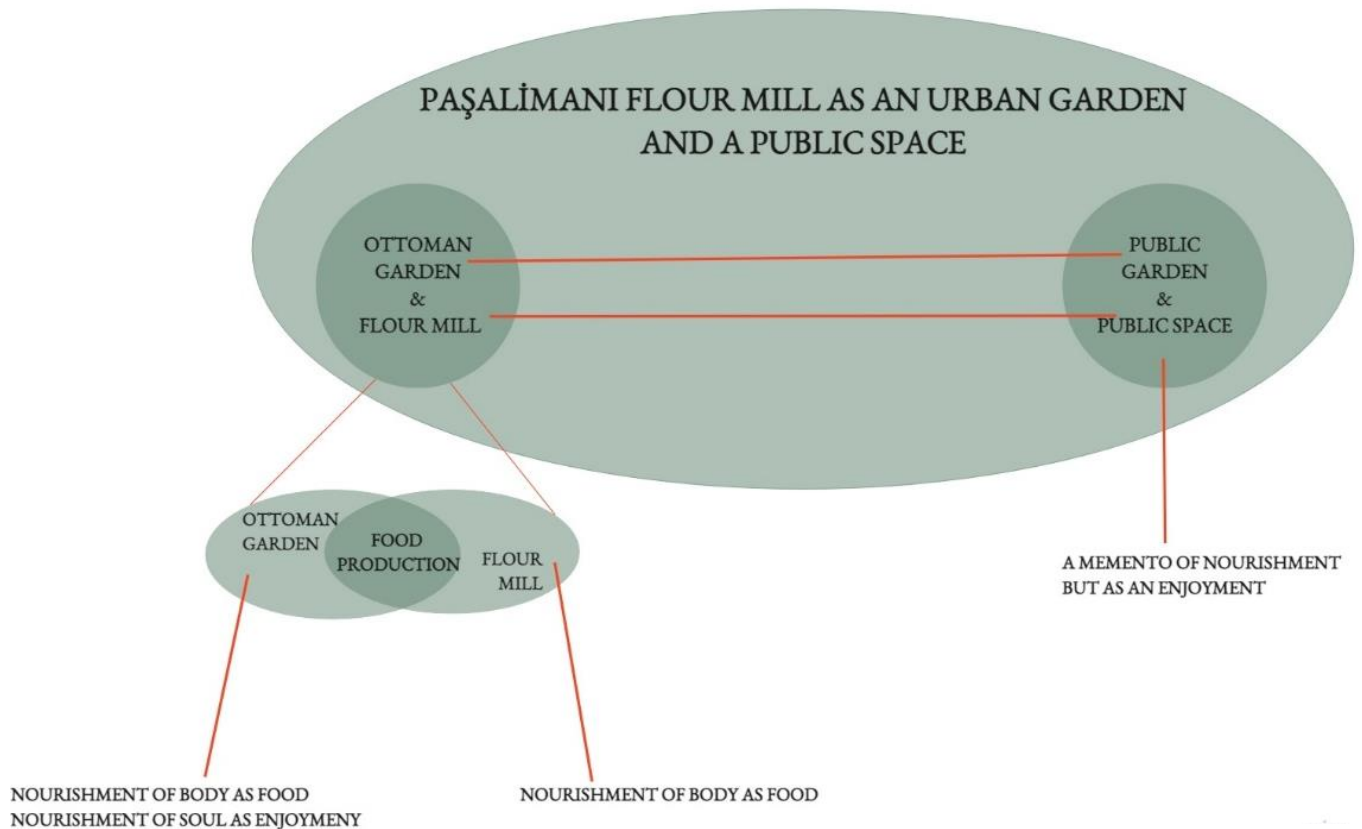 PAŞALİMANI FLOUR MILL AS AN URBAN GARDEN
AND A PUBLIC SPACE
OTTOMAN
GARDEN
&
FLOUR MILL
PUBLIC
GARDEN
&
PUBLIC SPACE
OTTOMAN
GARDEN
FOOD
PRODUCTION
FLOUR
MILL
A MEMENTO OF NOURISHMENT
BUT AS AN ENJOYMENT
NOURISHMENT OF BODY AS FOOD
NOURISHMENT OF SOUL AS ENJOYMENY
NOURISHMENT OF BODY AS FOOD